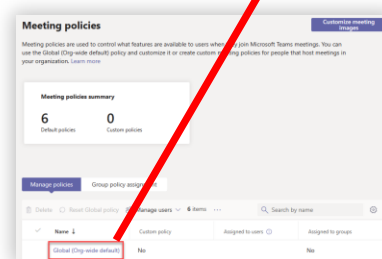 Meeting policies
Customize meeting
images
Meeting policies are used to control what features are available to users when they join Microsoft Teams meetings. You can
use the Global (Org-wide default) policy and customize it or create custom meeting policies for people that host meetings in
your organization. Learn more
Meeting policies summary
6 0
Default policies Custom policies
Manage policies Group policy assignment
Delete Reset Global policy Manage users 6 items ... Search by name
Name ↓ Custom policy Assigned to users Assigned to groups
Global (Org-wide default) No No